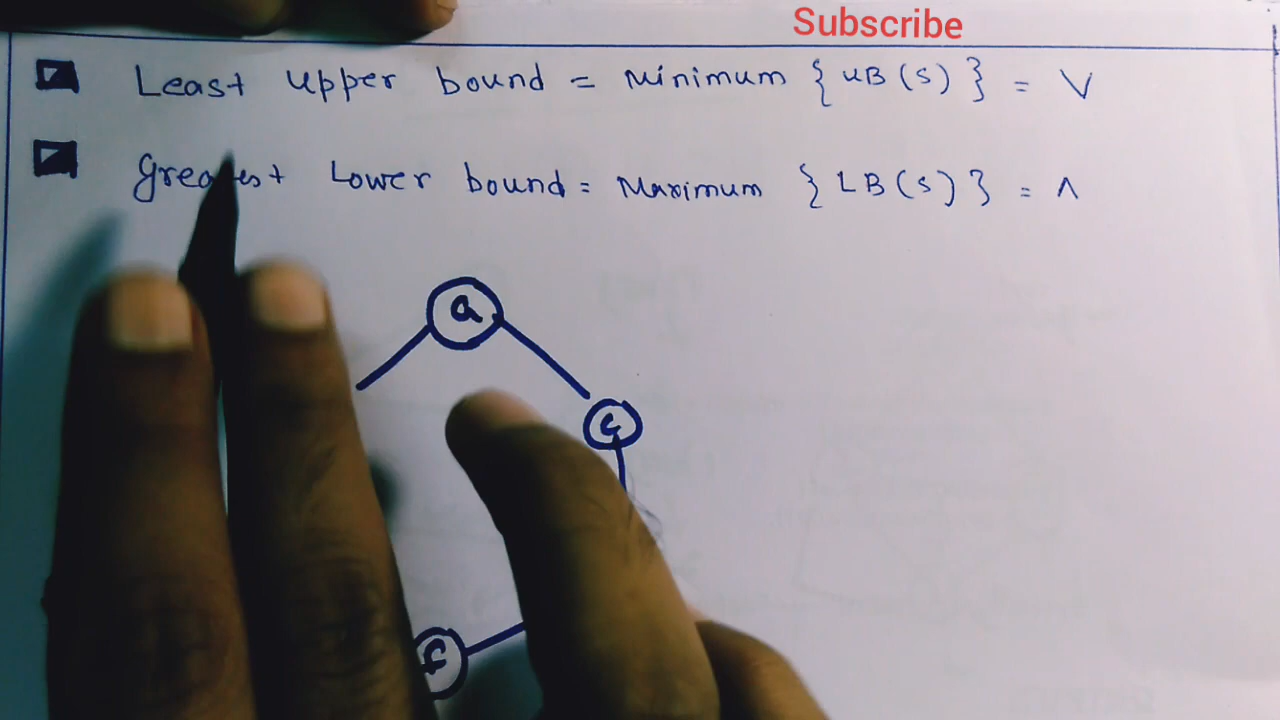 Subscribe
Least upper bound = minimum { UB (S) } = V
Lower bound = Maximum { LB (S) } = Λ
a